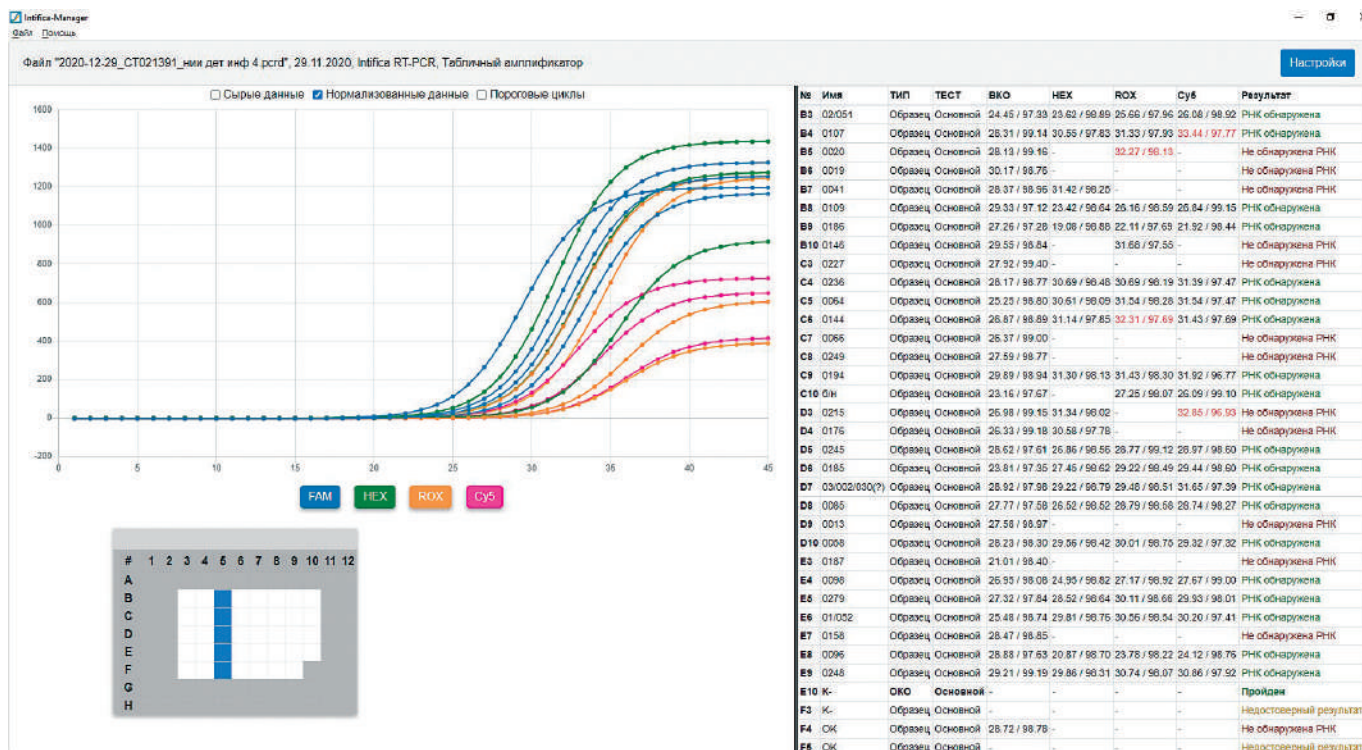 Intifica-Manager
Файл Помощь
Файл "2020-12-29_CT021391_нии дет инф 4.pcrd", 29.11.2020, Intifica RT-PCR, Табличный амплификатор
Настройки
Сырые данные Нормализованные данные Пороговые циклы
1600
1400
1200
1000
800
600
400
200
0
-200
0 5 10 15 20 25 30 35 40 45
FAM HEX ROX Cy5
# 1 2 3 4 5 6 7 8 9 10 11 12
A
B
C
D
E
F
G
H
№ Имя ТИП ТЕСТ ВКО HEX ROX Cy5 Результат
B3 02/051 Образец Основной 24.45 / 97.33 23.62 / 98.89 25.66 / 97.96 26.08 / 98.92 РНК обнаружена
B4 0107 Образец Основной 28.31 / 99.14 30.55 / 97.83 31.33 / 97.93 33.44 / 97.77 РНК обнаружена
B5 0020 Образец Основной 28.13 / 99.16 - 32.27 / 98.13 - Не обнаружена РНК
B6 0019 Образец Основной 30.17 / 98.76 - - - Не обнаружена РНК
B7 0041 Образец Основной 28.37 / 98.95 31.42 / 98.25 - - Не обнаружена РНК
B8 0109 Образец Основной 29.33 / 97.12 23.42 / 98.64 26.16 / 98.59 26.84 / 99.15 РНК обнаружена
B9 0186 Образец Основной 27.26 / 97.28 19.08 / 98.88 22.11 / 97.69 21.92 / 98.44 РНК обнаружена
B10 0146 Образец Основной 29.55 / 98.84 - 31.68 / 97.55 - Не обнаружена РНК
C3 0227 Образец Основной 27.92 / 99.40 - - - Не обнаружена РНК
C4 0236 Образец Основной 28.17 / 98.77 30.69 / 98.48 30.69 / 98.19 31.39 / 97.47 РНК обнаружена
C5 0064 Образец Основной 25.25 / 98.80 30.61 / 98.09 31.54 / 98.28 31.54 / 97.47 РНК обнаружена
C6 0144 Образец Основной 26.87 / 98.89 31.14 / 97.85 32.31 / 97.69 31.43 / 97.69 РНК обнаружена
C7 0066 Образец Основной 26.37 / 99.00 - - - Не обнаружена РНК
C8 0249 Образец Основной 27.59 / 98.77 - - - Не обнаружена РНК
C9 0194 Образец Основной 29.89 / 98.94 31.30 / 98.13 31.43 / 98.30 31.92 / 96.77 РНК обнаружена
C10 б/н Образец Основной 23.16 / 97.67 - 27.25 / 98.07 26.09 / 99.10 РНК обнаружена
D3 0215 Образец Основной 26.98 / 99.15 31.34 / 98.02 - 32.85 / 96.93 Не обнаружена РНК
D4 0176 Образец Основной 26.33 / 99.18 30.58 / 97.78 - - Не обнаружена РНК
D5 0245 Образец Основной 28.62 / 97.61 26.86 / 98.56 28.77 / 99.12 28.97 / 98.60 РНК обнаружена
D6 0185 Образец Основной 23.81 / 97.35 27.45 / 98.62 29.22 / 98.49 29.44 / 98.60 РНК обнаружена
D7 03/002/030(?) Образец Основной 28.92 / 97.98 29.22 / 98.79 29.48 / 98.51 31.65 / 97.39 РНК обнаружена
D8 0085 Образец Основной 27.77 / 97.58 26.52 / 98.52 28.79 / 98.68 28.74 / 98.27 РНК обнаружена
D9 0013 Образец Основной 27.58 / 98.97 - - - Не обнаружена РНК
D10 0058 Образец Основной 28.23 / 98.30 29.56 / 98.42 30.01 / 98.75 29.32 / 97.32 РНК обнаружена
E3 0187 Образец Основной 21.01 / 98.40 - - - Не обнаружена РНК
E4 0098 Образец Основной 26.95 / 98.08 24.95 / 98.82 27.17 / 98.92 27.67 / 99.00 РНК обнаружена
E5 0279 Образец Основной 27.32 / 97.84 28.52 / 98.64 30.11 / 98.66 29.93 / 98.01 РНК обнаружена
E6 01/052 Образец Основной 25.48 / 98.74 29.81 / 98.76 30.56 / 98.54 30.20 / 97.41 РНК обнаружена
E7 0158 Образец Основной 28.47 / 98.85 - - - Не обнаружена РНК
E8 0096 Образец Основной 28.88 / 97.63 20.87 / 98.70 23.78 / 98.22 24.12 / 98.76 РНК обнаружена
E9 0248 Образец Основной 29.21 / 99.19 29.86 / 98.31 30.74 / 98.07 30.86 / 97.92 РНК обнаружена
E10 К- ОКО Основной - - - - Пройден
F3 К- Образец Основной - - - - Недостоверный результат
F4 ОК Образец Основной 28.72 / 98.78 - - - Не обнаружена РНК
F5 ОК Образец Основной - - - - Недостоверный результат